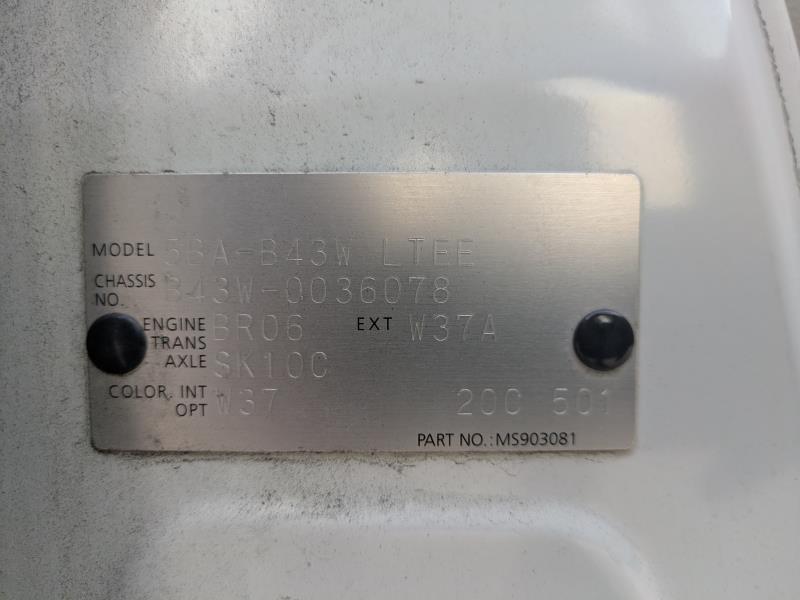 MODEL 5BA-B43W LTEE
CHASSIS NO. B43W-0036078
ENGINE BR06 EXT W37A
TRANS AXLE SK10C
COLOR, INT OPT W37 20C 501
PART NO.:MS903081